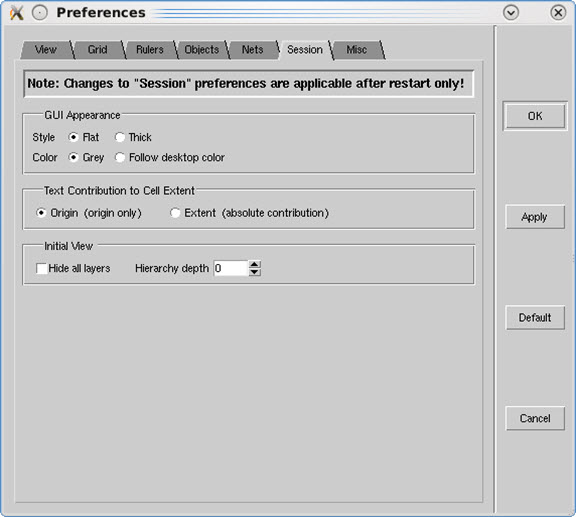 Preferences
View Grid Rulers Objects Nets Session Misc
Note: Changes to "Session" preferences are applicable after restart only!
GUI Appearance
Style Flat Thick
Color Grey Follow desktop color
Text Contribution to Cell Extent
Origin (origin only) Extent (absolute contribution)
Initial View
Hide all layers Hierarchy depth 0
OK
Apply
Default
Cancel